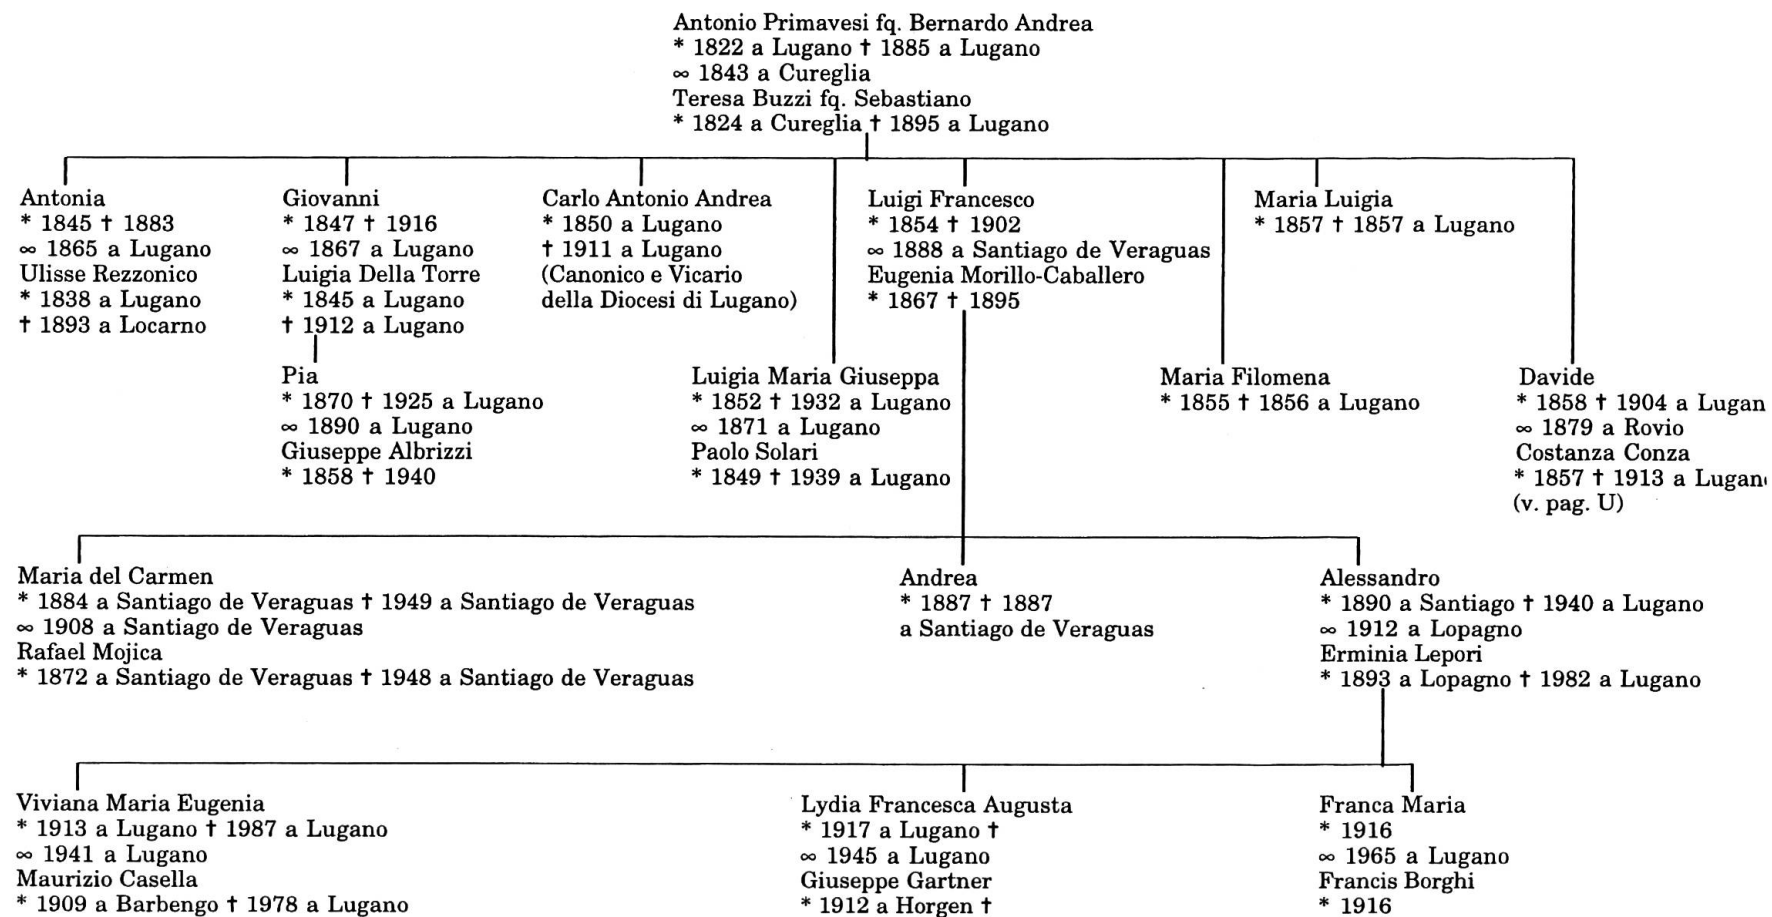 Antonio Primavesi fq. Bernardo Andrea
* 1822 a Lugano † 1885 a Lugano
∞ 1843 a Cureglia
Teresa Buzzi fq. Sebastiano
* 1824 a Cureglia † 1895 a Lugano
Antonia
* 1845 † 1883
∞ 1865 a Lugano
Ulisse Rezzonico
* 1838 a Lugano
† 1893 a Locarno
Giovanni
* 1847 † 1916
∞ 1867 a Lugano
Luigia Della Torre
* 1845 a Lugano
† 1912 a Lugano
Carlo Antonio Andrea
* 1850 a Lugano
† 1911 a Lugano
(Canonico e Vicario
della Diocesi di Lugano)
Luigi Francesco
* 1854 † 1902
∞ 1888 a Santiago de Veraguas
Eugenia Morillo-Caballero
* 1867 † 1895
Maria Luigia
* 1857 † 1857 a Lugano
Pia
* 1870 † 1925 a Lugano
∞ 1890 a Lugano
Giuseppe Albrizzi
* 1858 † 1940
Luigia Maria Giuseppa
* 1852 † 1932 a Lugano
∞ 1871 a Lugano
Paolo Solari
* 1849 † 1939 a Lugano
Maria Filomena
* 1855 † 1856 a Lugano
Davide
* 1858 † 1904 a Lugan
∞ 1879 a Rovio
Costanza Conza
* 1857 † 1913 a Lugan
(v. pag. U)
Maria del Carmen
* 1884 a Santiago de Veraguas † 1949 a Santiago de Veraguas
∞ 1908 a Santiago de Veraguas
Rafael Mojica
* 1872 a Santiago de Veraguas † 1948 a Santiago de Veraguas
Andrea
* 1887 † 1887
a Santiago de Veraguas
Alessandro
* 1890 a Santiago † 1940 a Lugano
∞ 1912 a Lopagno
Erminia Lepori
* 1893 a Lopagno † 1982 a Lugano
Viviana Maria Eugenia
* 1913 a Lugano † 1987 a Lugano
∞ 1941 a Lugano
Maurizio Casella
* 1909 a Barbengo † 1978 a Lugano
Lydia Francesca Augusta
* 1917 a Lugano †
∞ 1945 a Lugano
Giuseppe Gartner
* 1912 a Horgen †
Franca Maria
* 1916
∞ 1965 a Lugano
Francis Borghi
* 1916